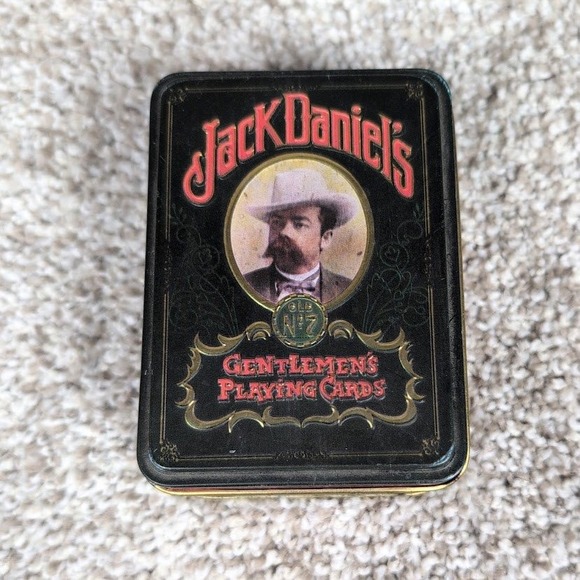 Jack Daniel's
OLD
No 7
GENTLEMEN'S
PLAYING CARDS